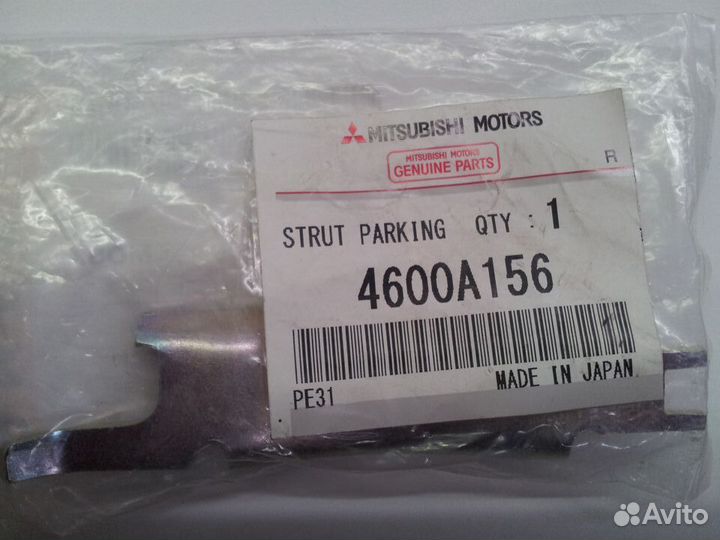 MITSUBISHI MOTORS
MITSUBISHI MOTORS
GENUINE PARTS
R
STRUT PARKING QTY : 1
4600A156
PE31 MADE IN JAPAN
Avito